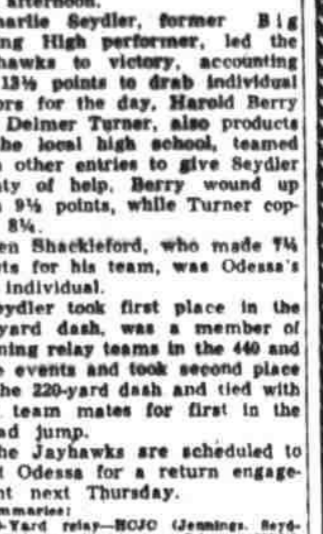 afternoon.
harlie Seydler, former Big
ing High performer, led the
hawks to victory, accounting
13½ points to drab individual
ors for the day, Harold Berry
Delmer Turner, also products
he local high school, teamed
other entries to give Seydler
nty of help. Berry wound up
9½ points, while Turner cop-
8¼.
en Shackleford, who made 7¼
ts for his team, was Odessa's
individual.
eydler took first place in the
yard dash, was a member of
ning relay teams in the 440 and
e events and took second place
he 220-yard dash and tied with
team mates for first in the
ad jump.
he Jayhawks are scheduled to
t Odessa for a return engage-
nt next Thursday.
mmaries:
-Yard relay—HCJC (Jennings, Seyd-